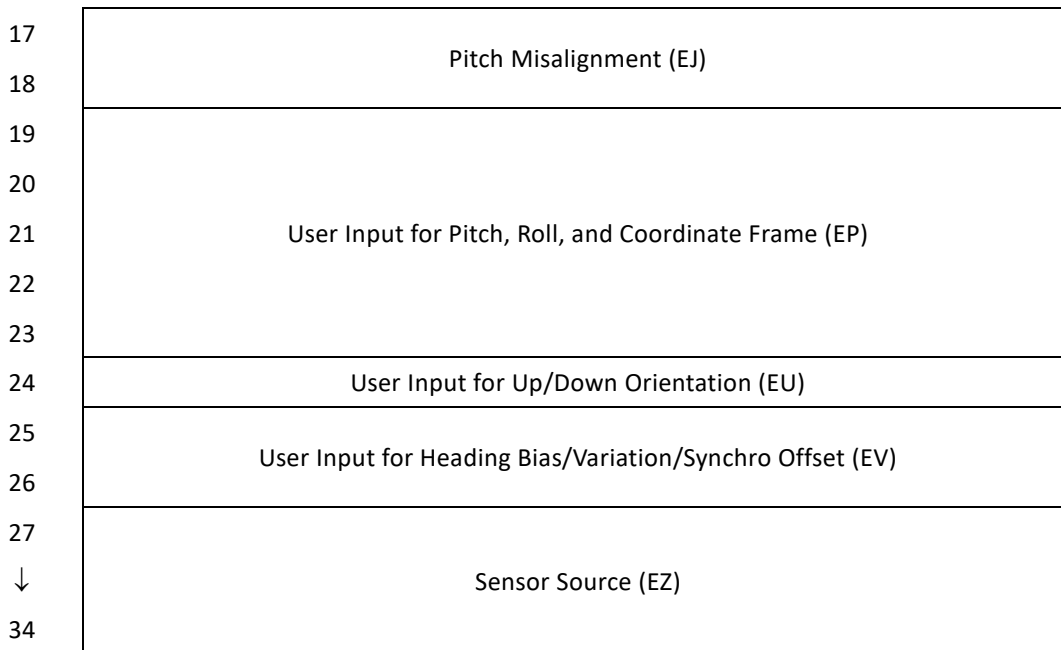 17
Pitch Misalignment (EJ)
18
19
20
21
User Input for Pitch, Roll, and Coordinate Frame (EP)
22
23
24
User Input for Up/Down Orientation (EU)
25
User Input for Heading Bias/Variation/Synchro Offset (EV)
26
27
↓
Sensor Source (EZ)
34